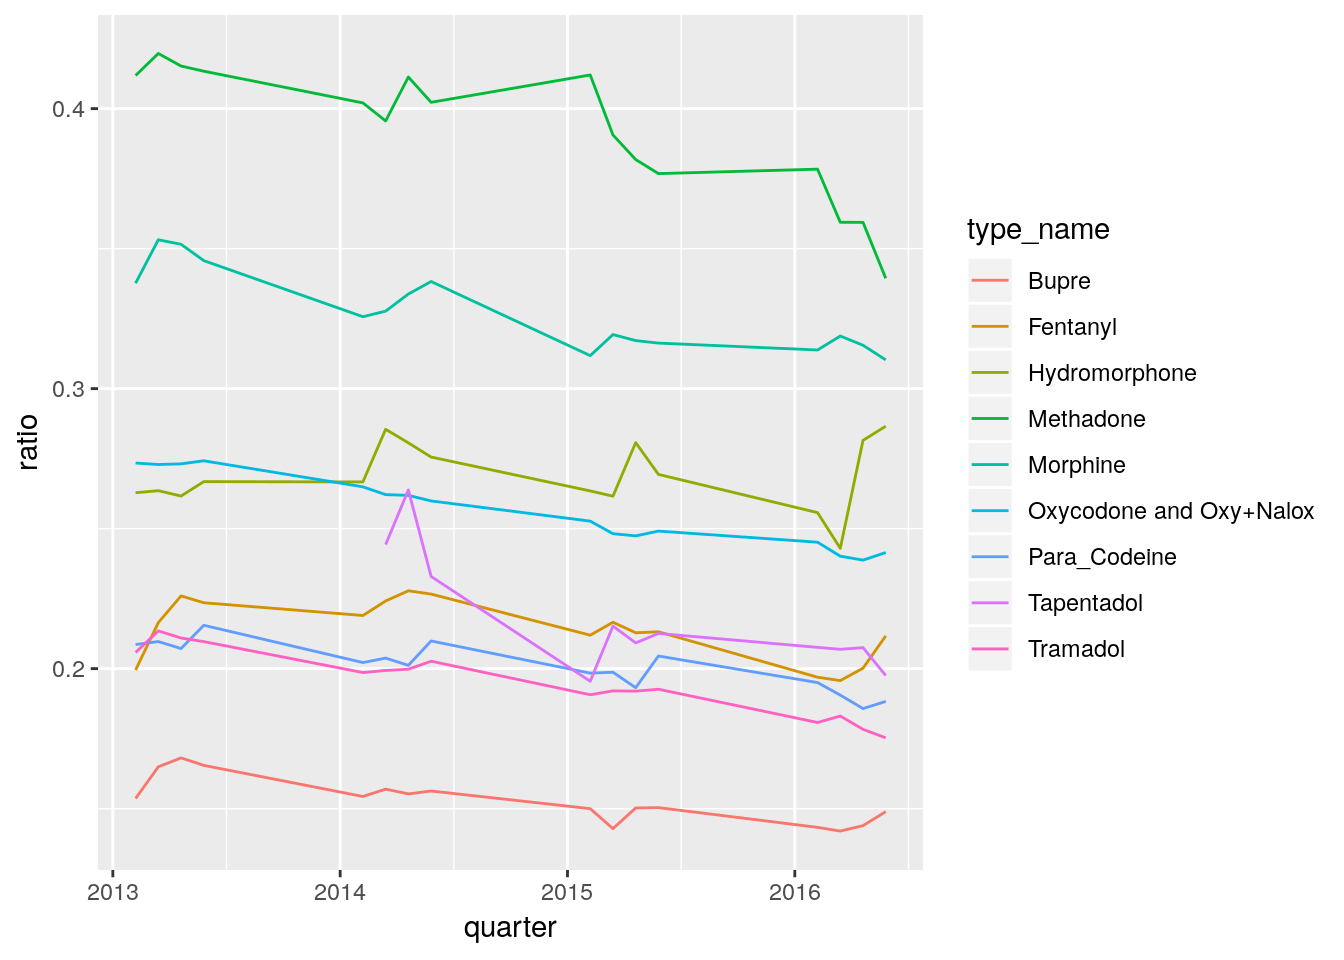 0.4
0.3
0.2
ratio
2013
2014
2015
2016
quarter
type_name
Bupre
Fentanyl
Hydromorphone
Methadone
Morphine
Oxycodone and Oxy+Nalox
Para_Codeine
Tapentadol
Tramadol